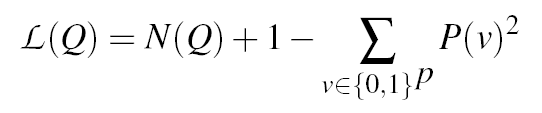 ℒ(Q) = N(Q) + 1 − ∑_{v∈{0,1}^p} P(v)²